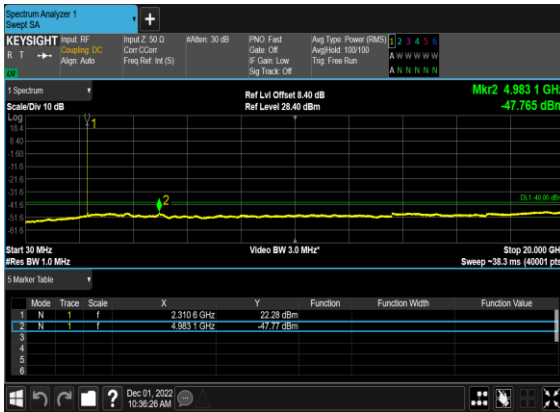 Spectrum Analyzer 1
Swept SA
+
KEYSIGHT
R T
LXI
Input: RF
Coupling: DC
Align: Auto
Input Z: 50 Ω
Corr CCorr
Freq Ref: Int (S)
#Atten: 30 dB
PNO: Fast
Gate: Off
IF Gain: Low
Sig Track: Off
Avg Type: Power (RMS)
Avg|Hold: 100/100
Trig: Free Run
1 2 3 4 5 6
A W W W W W
A N N N N N
1 Spectrum
Scale/Div 10 dB
Ref Lvl Offset 8.40 dB
Ref Level 28.40 dBm
Mkr2 4.983 1 GHz
-47.765 dBm
Log
18.4
8.40
-1.60
-11.6
-21.6
-31.6
-41.6
-51.6
-61.6
1
2
DL1 -40.00 dBm
Start 30 MHz
#Res BW 1.0 MHz
Video BW 3.0 MHz*
Stop 20.000 GHz
Sweep ~38.3 ms (40001 pts)
5 Marker Table
Mode Trace Scale X Y Function Function Width Function Value
1 N 1 f 2.310 6 GHz 22.28 dBm
2 N 1 f 4.983 1 GHz -47.77 dBm
3
4
5
6
?
Dec 01, 2022
10:36:26 AM